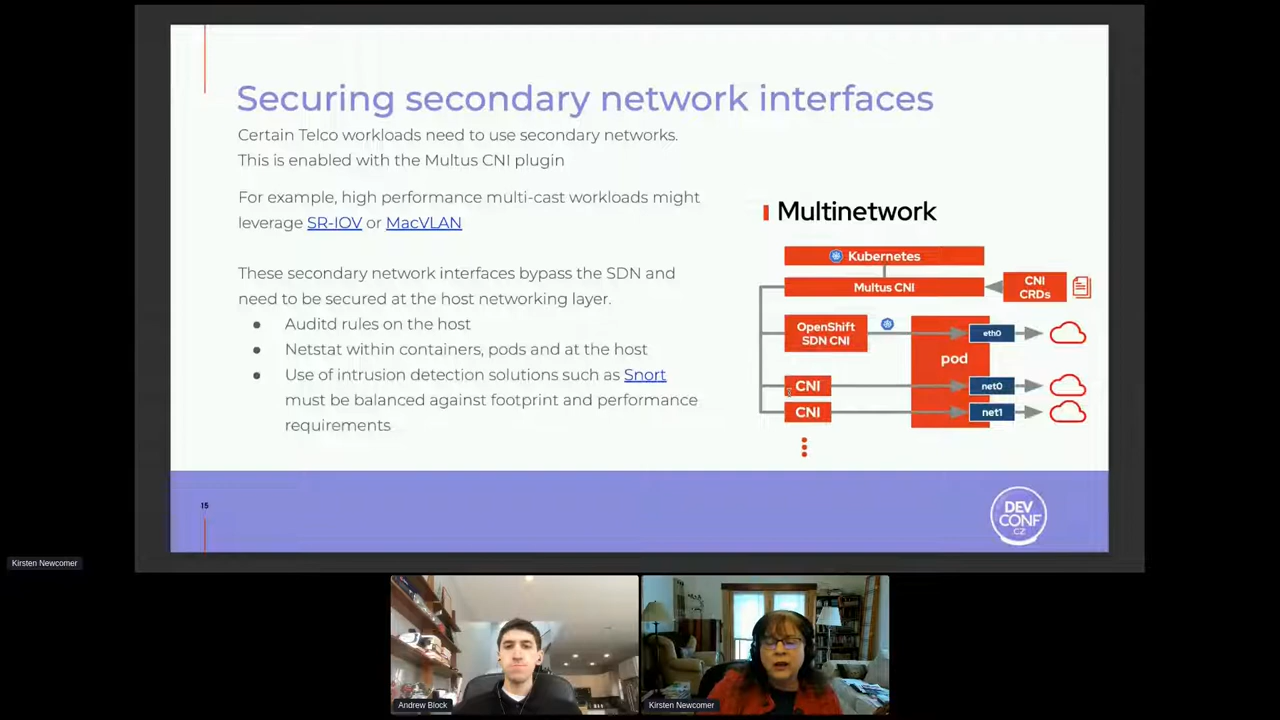 Securing secondary network interfaces
Certain Telco workloads need to use secondary networks.
This is enabled with the Multus CNI plugin
For example, high performance multi-cast workloads might
leverage SR-IOV or MacVLAN
These secondary network interfaces bypass the SDN and
need to be secured at the host networking layer.
● Auditd rules on the host
● Netstat within containers, pods and at the host
● Use of intrusion detection solutions such as Snort
must be balanced against footprint and performance
requirements
Multinetwork
Kubernetes
Multus CNI
CNI
CRDs
OpenShift
SDN CNI
pod
eth0
CNI
net0
CNI
net1
15
DEV
CONF
.CZ
Kirsten Newcomer
Andrew Block
Kirsten Newcomer